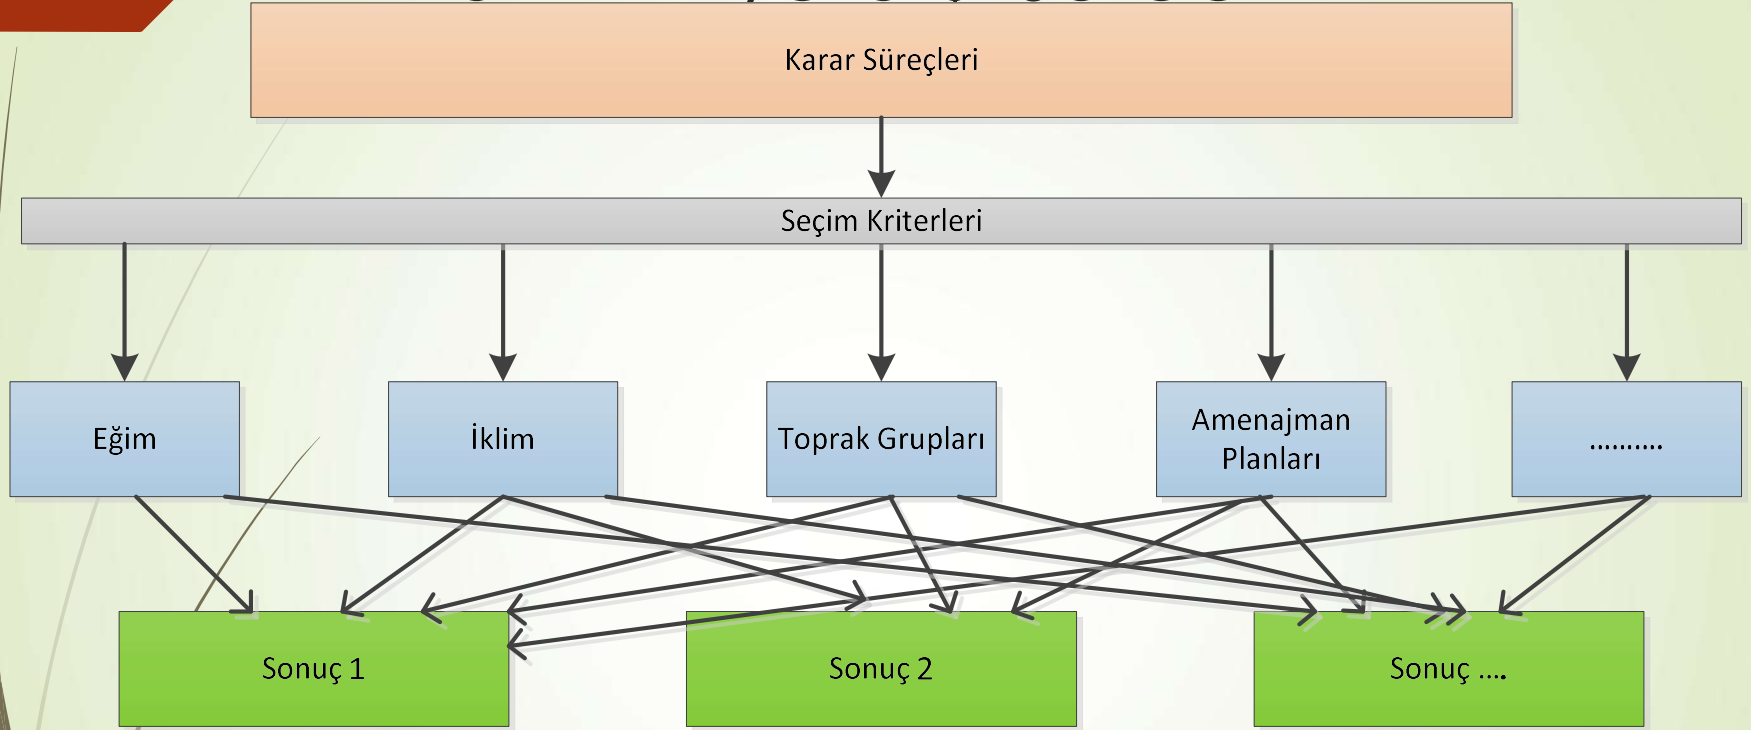 Karar Süreçleri
Seçim Kriterleri
Eğim
İklim
Toprak Grupları
Amenajman
Planları
..........
Sonuç 1
Sonuç 2
Sonuç ....